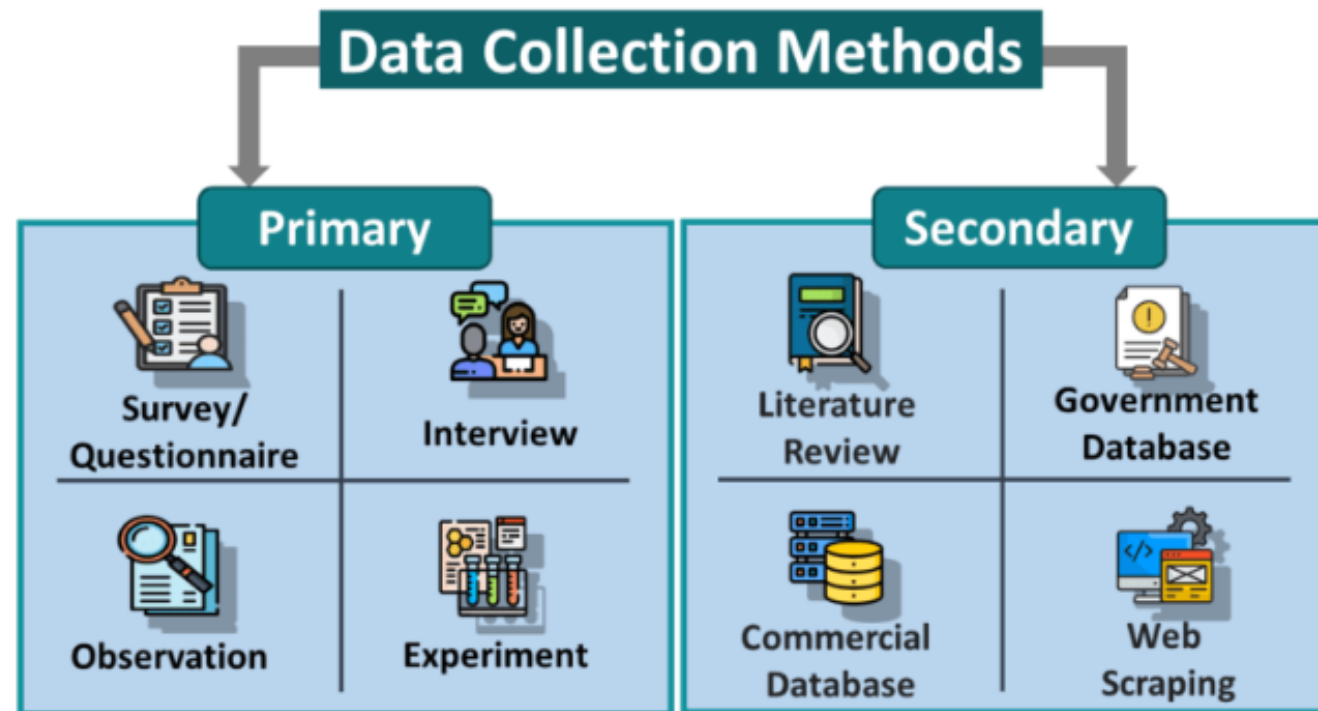 Data Collection Methods
Primary
Survey/
Questionnaire
Interview
Observation
Experiment
Secondary
Literature
Review
Government
Database
Commercial
Database
Web
Scraping